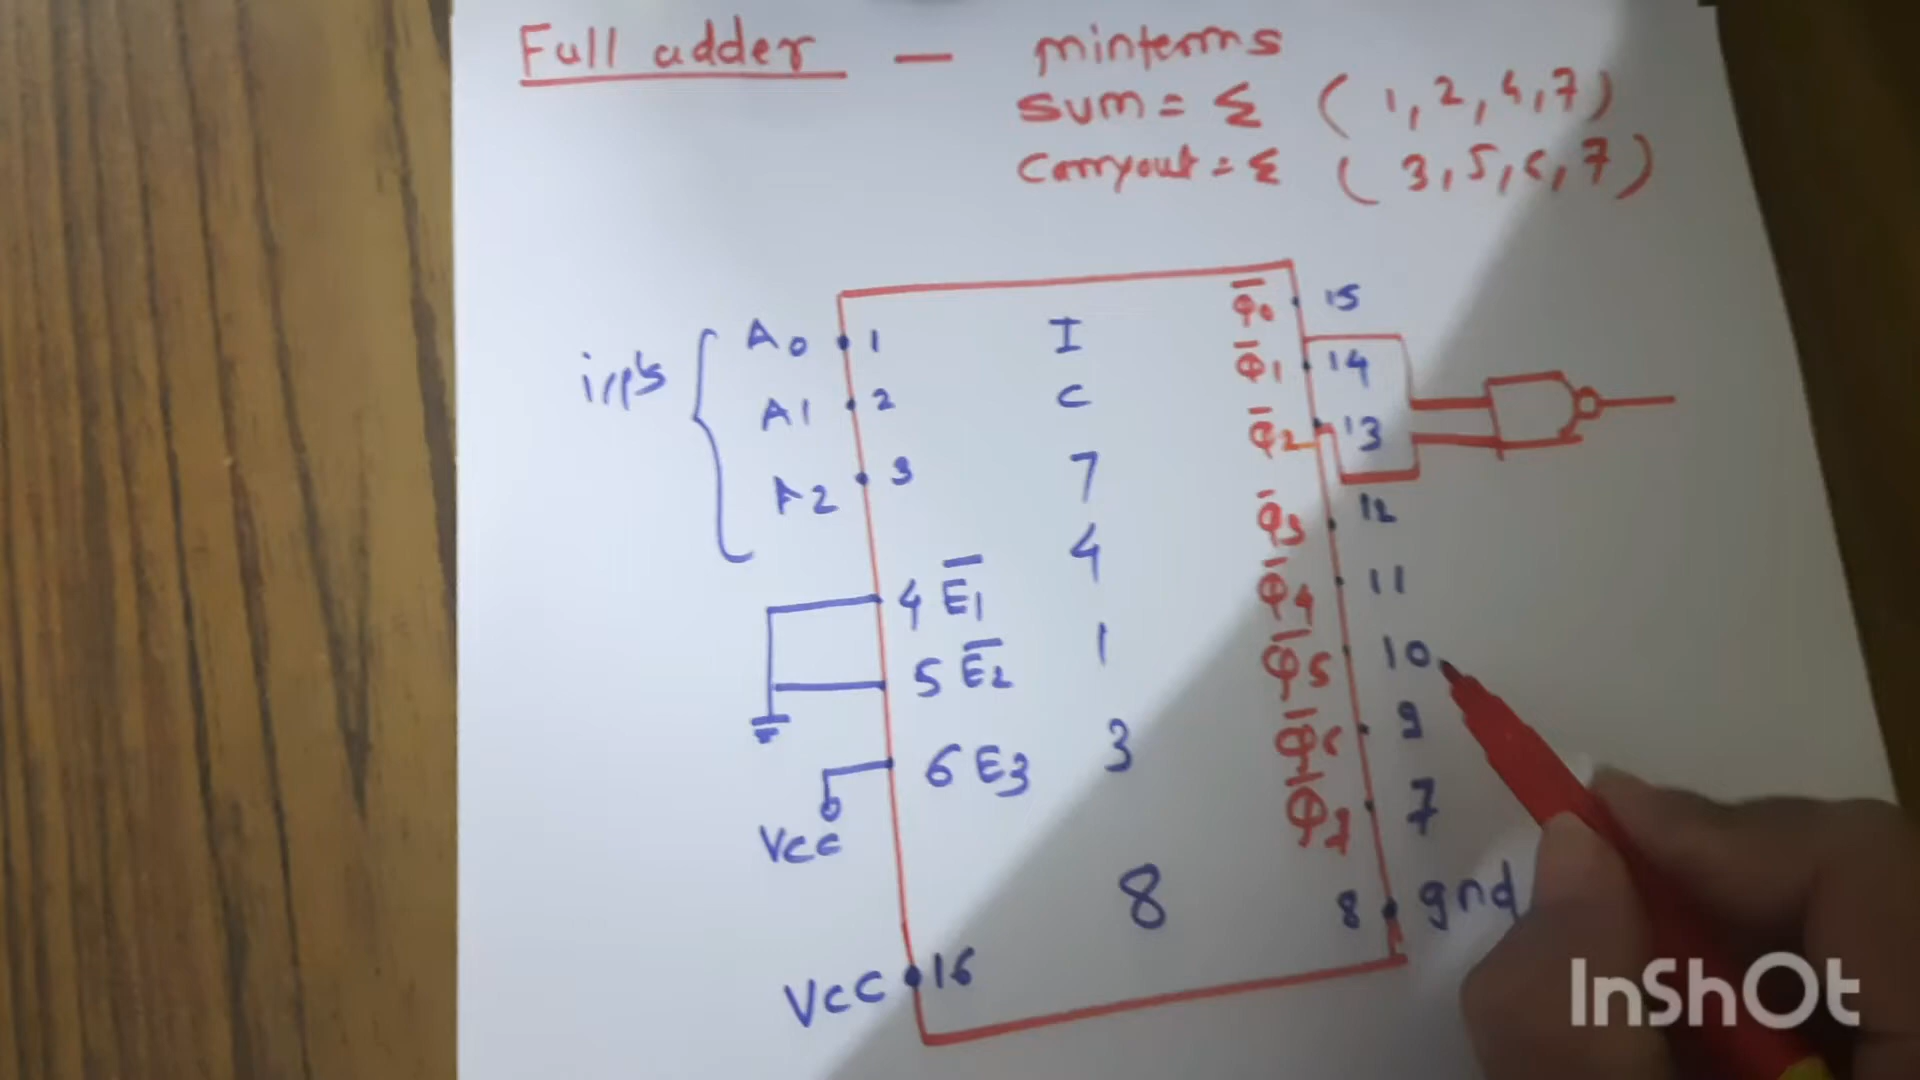 Full adder — minterms
sum = Σ (1, 2, 4, 7)
Carryout = Σ (3, 5, 6, 7)
i/p's
A0 1
A1 2
A2 3
4 E̅1
5 E̅2
6 E3
Vcc
Vcc 16
I
C
7
4
1
3
8
Q̅0 15
Q̅1 14
Q̅2 13
Q̅3 12
Q̅4 11
Q̅5 10
Q̅6 9
Q̅7 7
8 gnd
InShOt